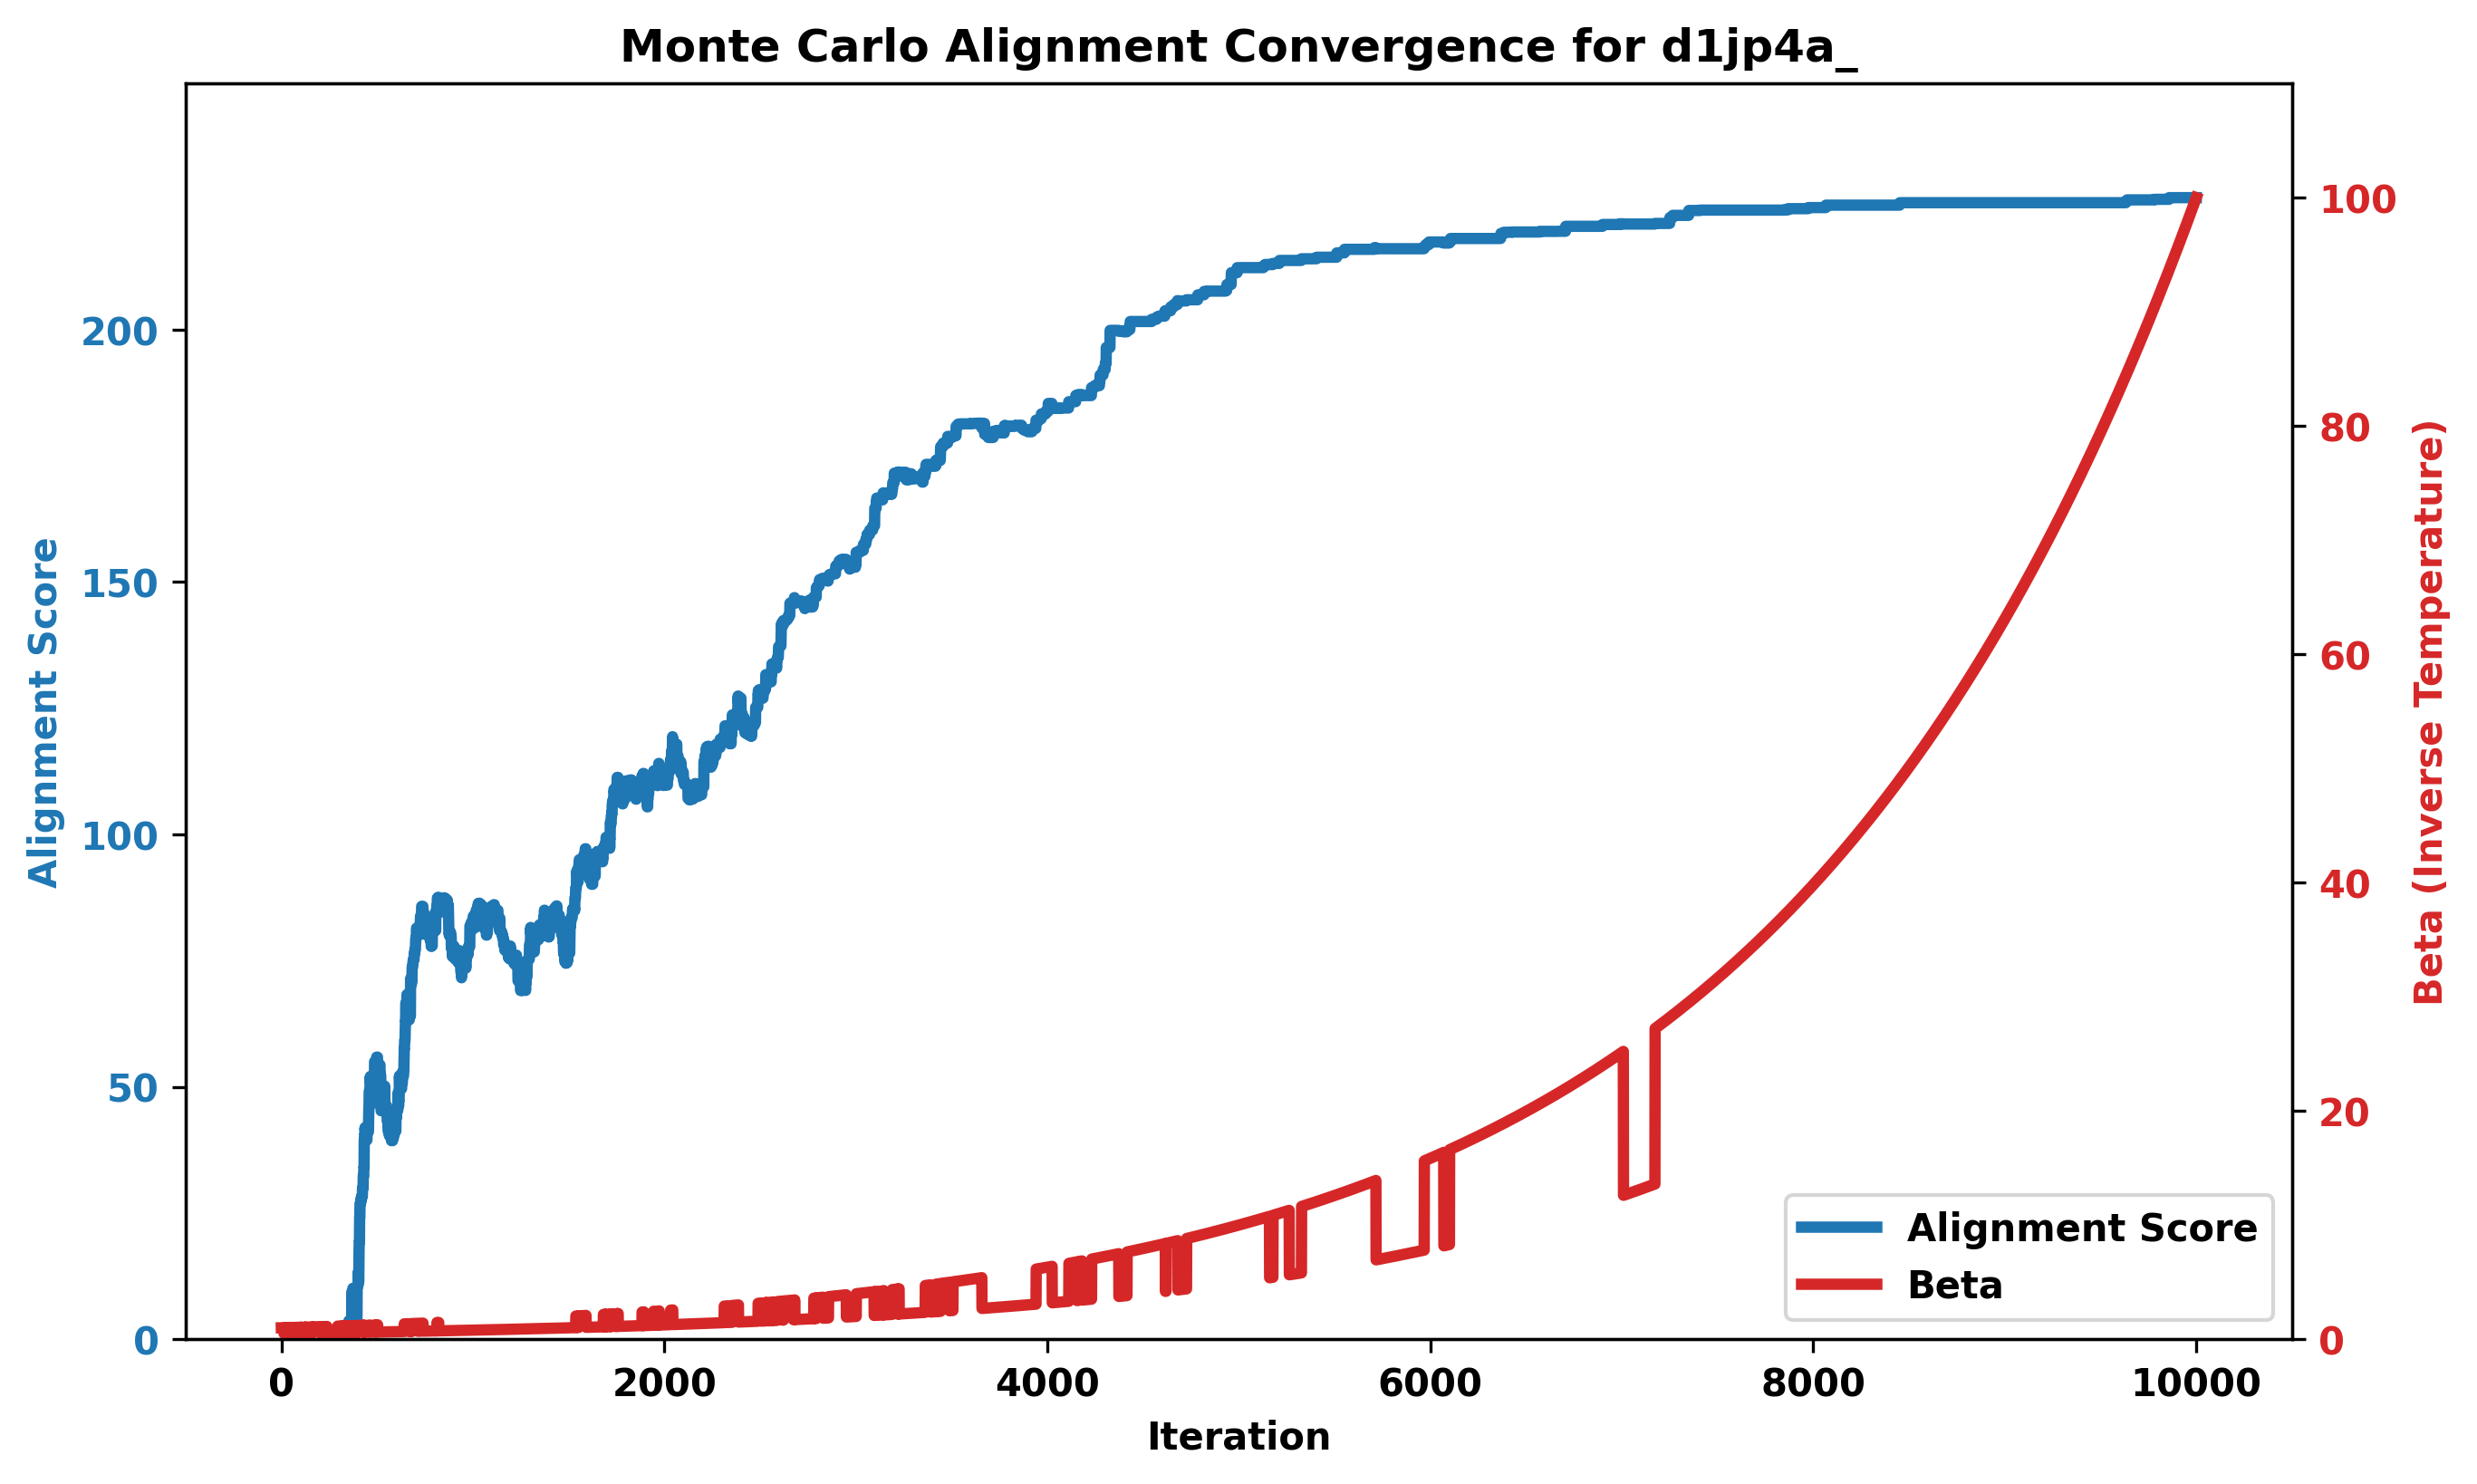 Monte Carlo Alignment Convergence for d1jp4a_
Alignment Score
200
150
100
50
0
100
80
60
40
20
0
Beta (Inverse Temperature)
Alignment Score
Beta
0 2000 4000 6000 8000 10000
Iteration